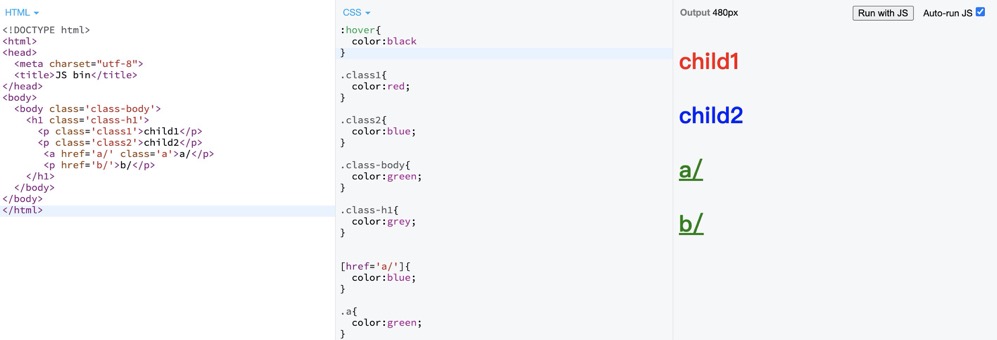 HTML
<!DOCTYPE html>
<html>
<head>
<meta charset="utf-8">
<title>JS bin</title>
</head>
<body>
<body class='class-body'>
<h1 class='class-h1'>
<p class='class1'>child1</p>
<p class='class2'>child2</p>
<a href='a/' class='a'>a/</p>
<p href='b/'>b/</p>
</h1>
</body>
</body>
</html>
CSS
:hover{
color:black
}
.class1{
color:red;
}
.class2{
color:blue;
}
.class-body{
color:green;
}
.class-h1{
color:grey;
}
[href='a/']{
color:blue;
}
.a{
color:green;
}
Output 480px
Run with JS
Auto-run JS
child1
child2
a/
b/